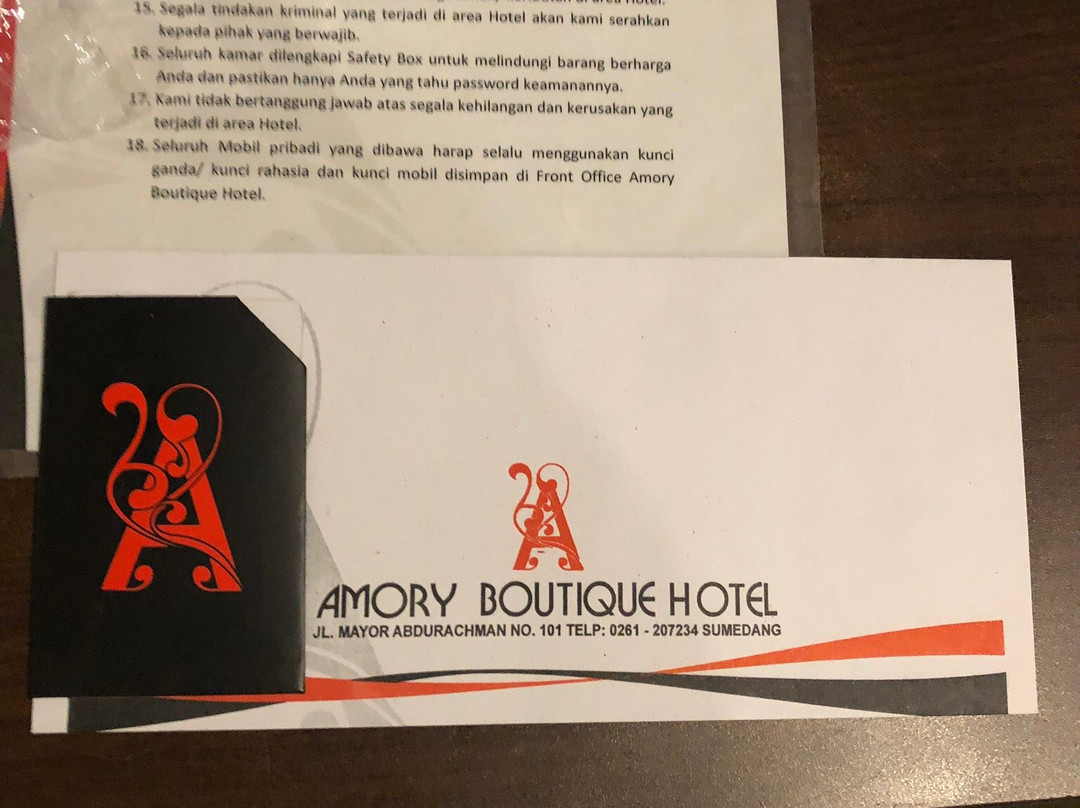 di area Hotel.
15. Segala tindakan kriminal yang terjadi di area Hotel akan kami serahkan
kepada pihak yang berwajib.
16. Seluruh kamar dilengkapi Safety Box untuk melindungi barang berharga
Anda dan pastikan hanya Anda yang tahu password keamanannya.
17. Kami tidak bertanggung jawab atas segala kehilangan dan kerusakan yang
terjadi di area Hotel.
18. Seluruh Mobil pribadi yang dibawa harap selalu menggunakan kunci
ganda/ kunci rahasia dan kunci mobil disimpan di Front Office Amory
Boutique Hotel.
A
A
AMORY BOUTIQUE HOTEL
JL. MAYOR ABDURACHMAN NO. 101 TELP: 0261 - 207234 SUMEDANG